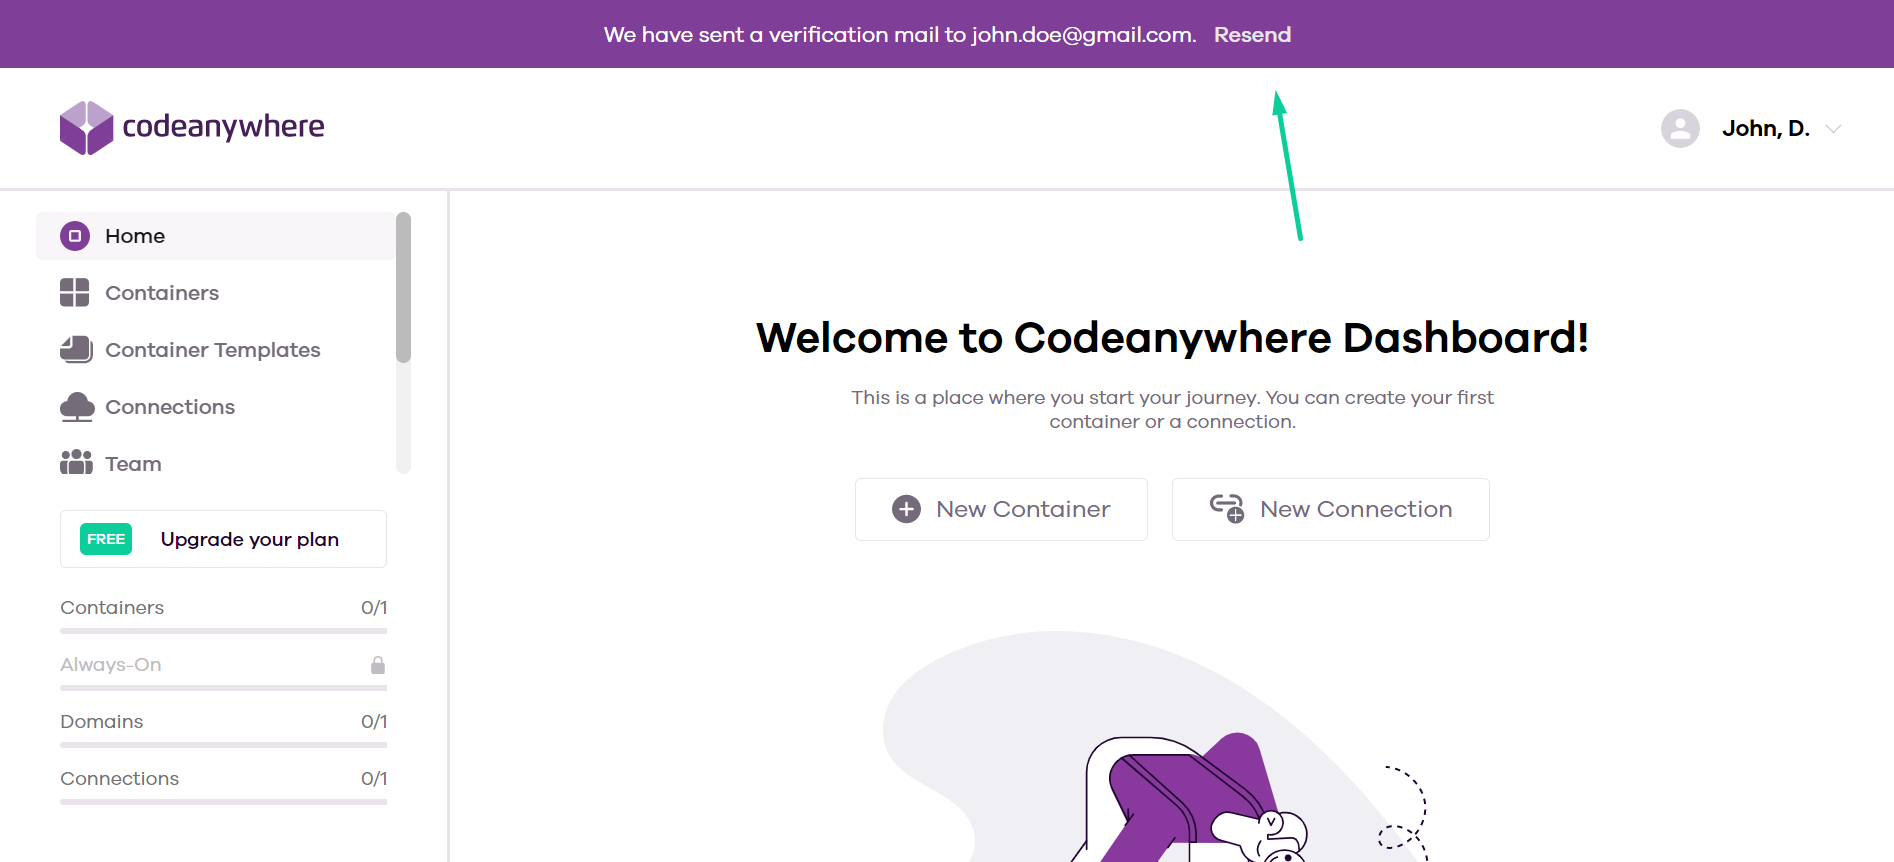 We have sent a verification mail to john.doe@gmail.com. Resend
codeanywhere
John, D.
Home
Containers
Container Templates
Connections
Team
FREE Upgrade your plan
Containers 0/1
Always-On
Domains 0/1
Connections 0/1
Welcome to Codeanywhere Dashboard!
This is a place where you start your journey. You can create your first
container or a connection.
New Container
New Connection